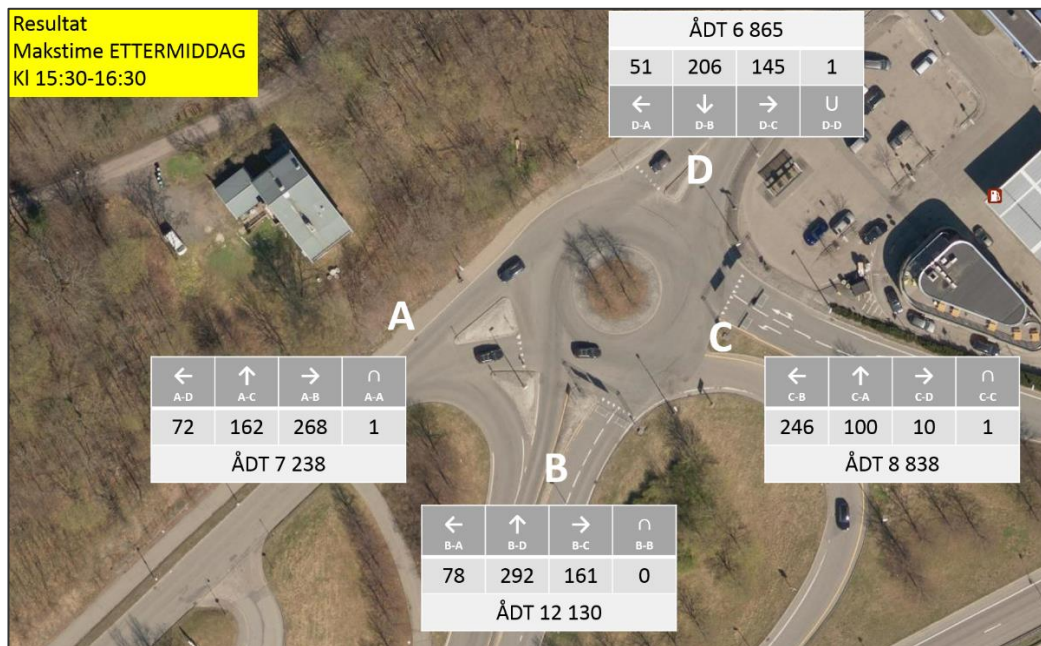 Resultat
Makstime ETTERMIDDAG
Kl 15:30-16:30
ÅDT 6 865
51 206 145 1
← ↓ → U
D-A D-B D-C D-D
D
A
C
← ↑ → ∩
A-D A-C A-B A-A
72 162 268 1
ÅDT 7 238
← ↑ → ∩
C-B C-A C-D C-C
246 100 10 1
ÅDT 8 838
B
← ↑ → ∩
B-A B-D B-C B-B
78 292 161 0
ÅDT 12 130